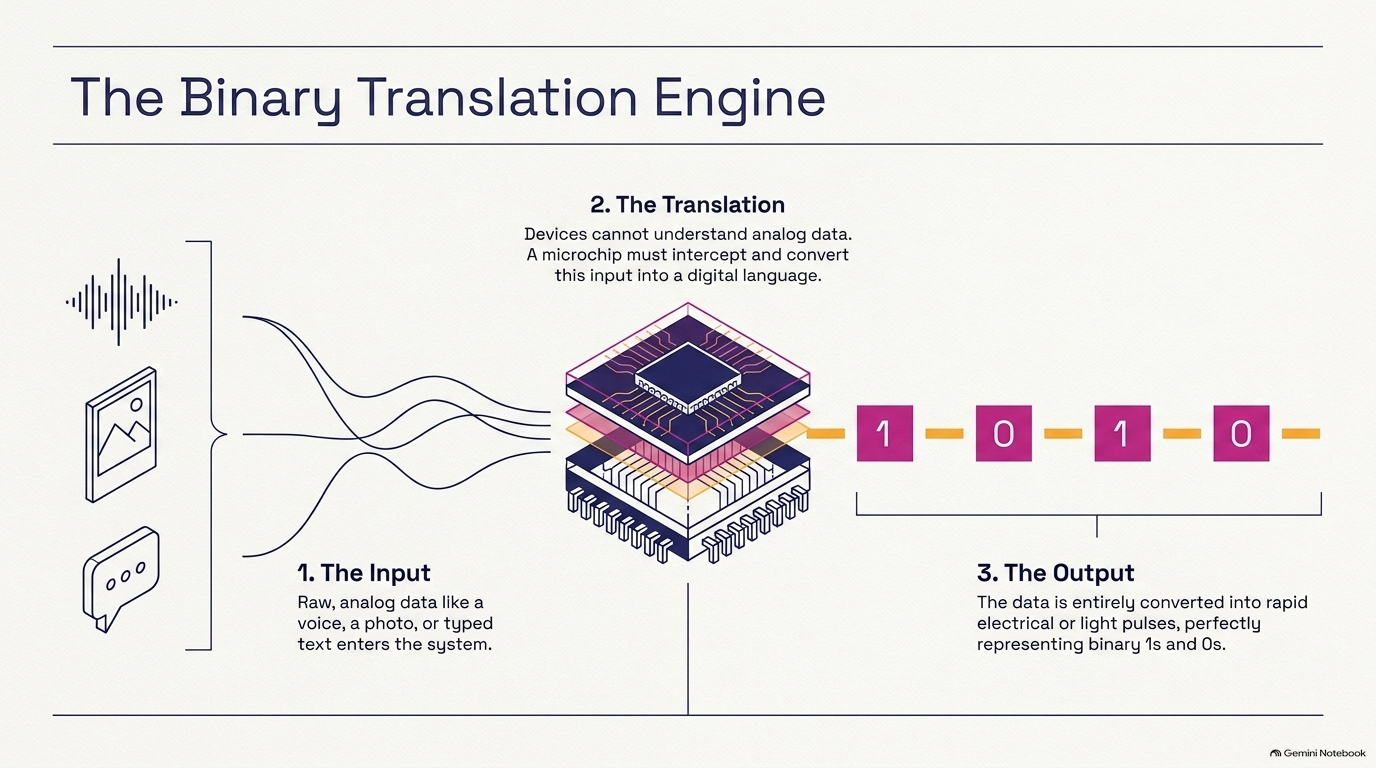 The Binary Translation Engine
2. The Translation
Devices cannot understand analog data.
A microchip must intercept and convert
this input into a digital language.
1
0
1
0
1. The Input
Raw, analog data like a
voice, a photo, or typed
text enters the system.
3. The Output
The data is entirely converted into rapid
electrical or light pulses, perfectly
representing binary 1s and 0s.
Gemini Notebook